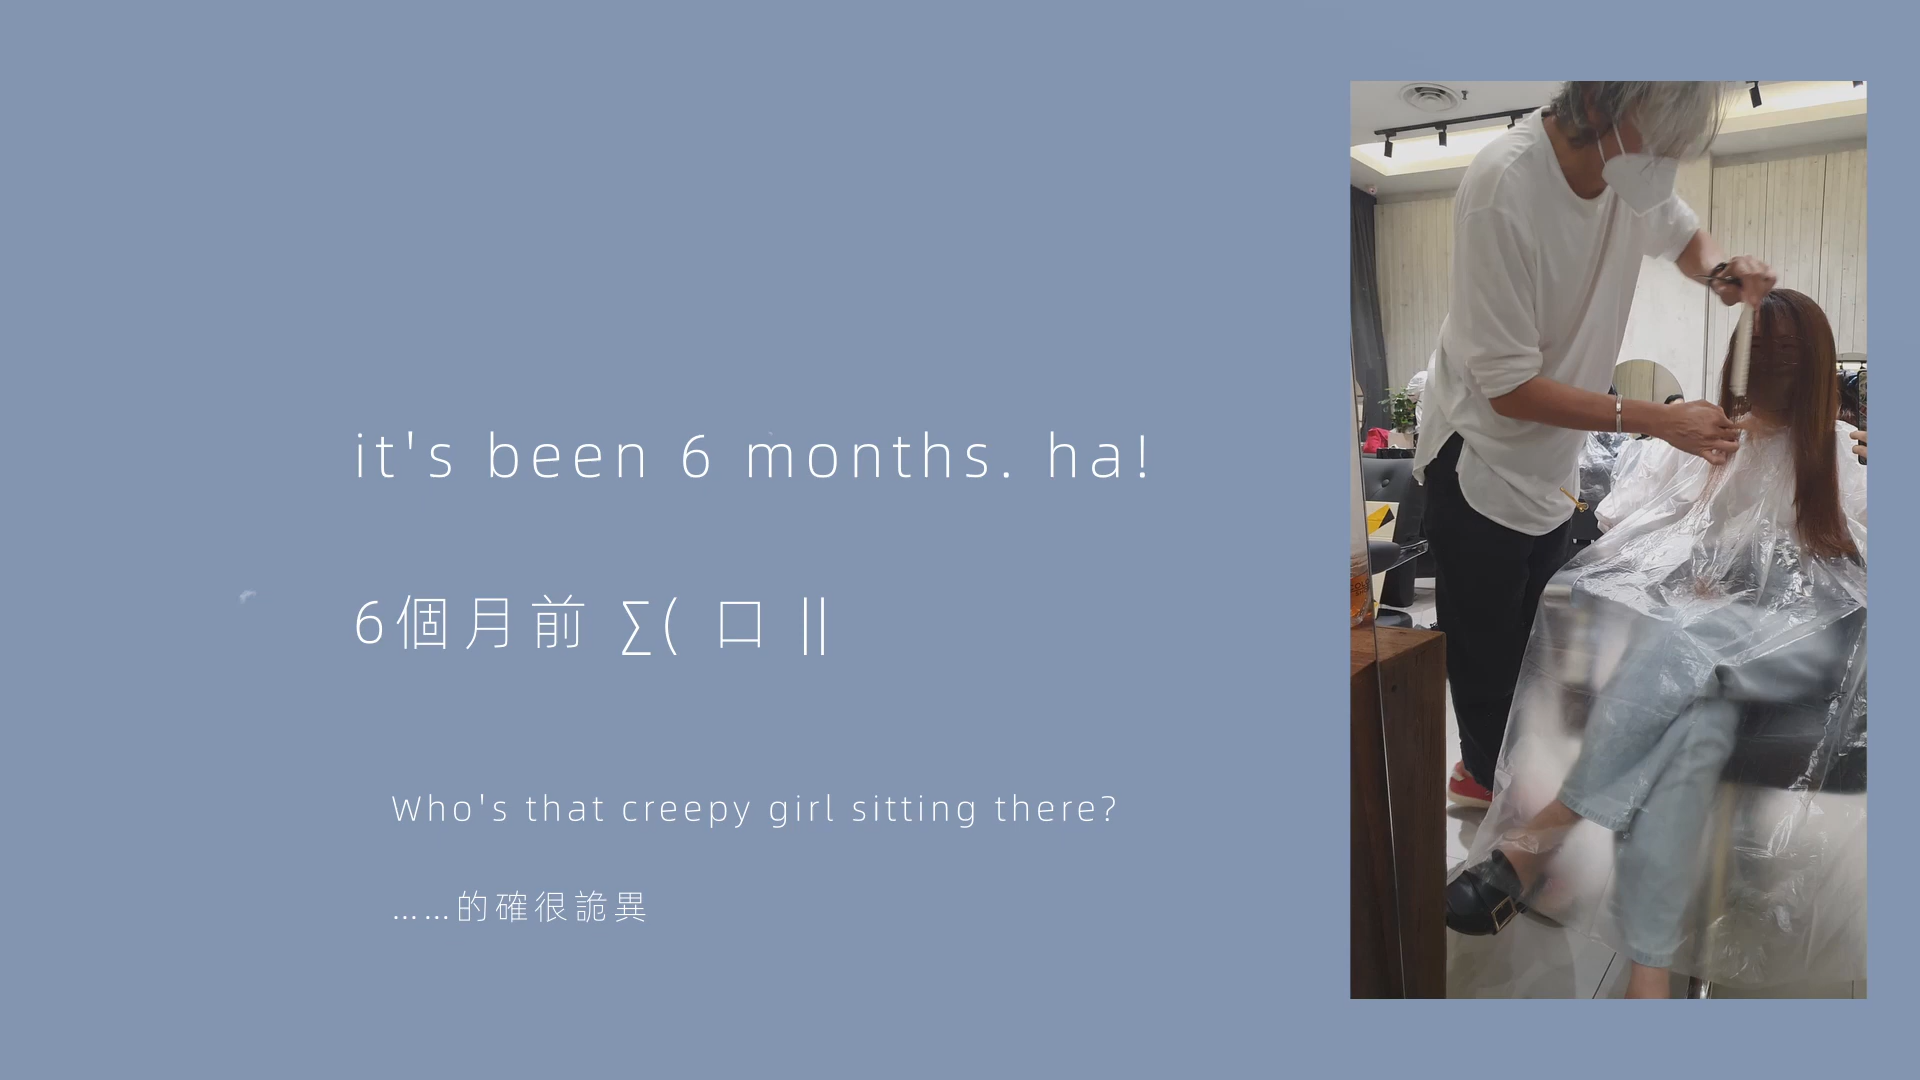 it's been 6 months. ha!
6個月前 ∑( 口 ||
Who's that creepy girl sitting there?
……的確很詭異